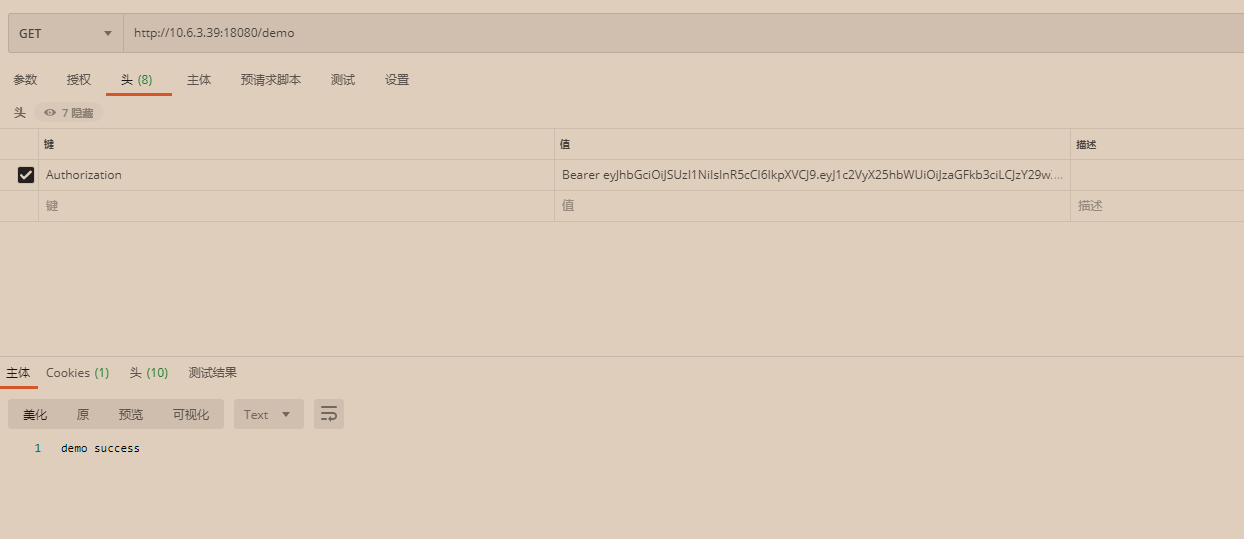 GET http://10.6.3.39:18080/demo
参数 授权 头 (8) 主体 预请求脚本 测试 设置
头 7 隐藏
键 值 描述
Authorization Bearer eyJhbGciOiJSUzI1NiIsInR5cCI6IkpXVCJ9.eyJ1c2VyX25hbWUiOiJzaGFkb3ciLCJzY29w...
键 值 描述
主体 Cookies (1) 头 (10) 测试结果
美化 原 预览 可视化 Text
1 demo success